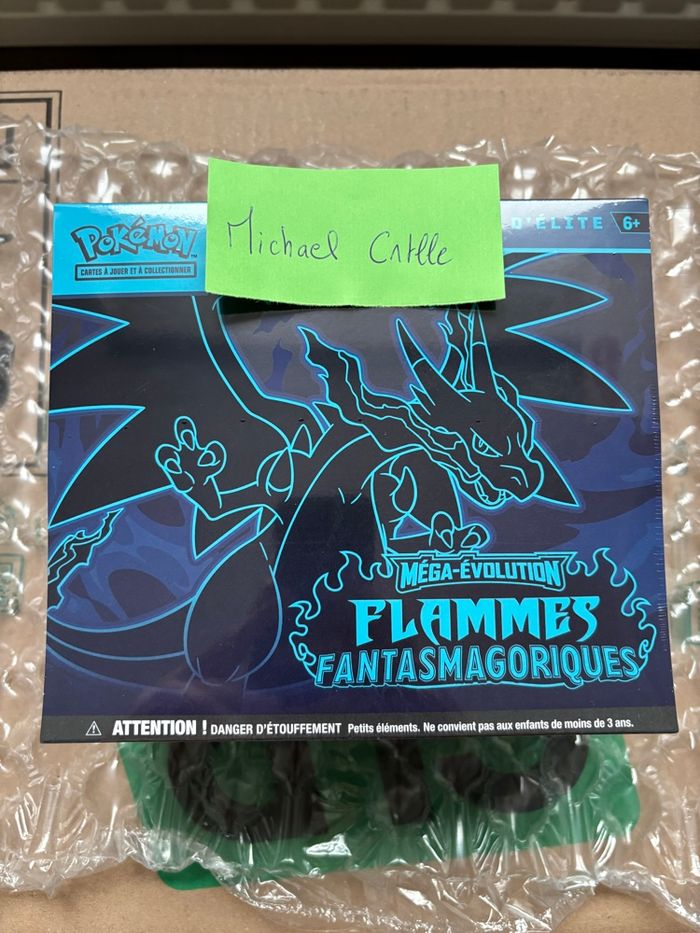 POKÉMON
TM
CARTES À JOUER ET À COLLECTIONNER
Michael
D'ÉLITE 6+
MÉGA-ÉVOLUTION
FLAMMES
FANTASMAGORIQUES
ATTENTION ! DANGER D'ÉTOUFFEMENT Petits éléments. Ne convient pas aux enfants de moins de 3 ans.